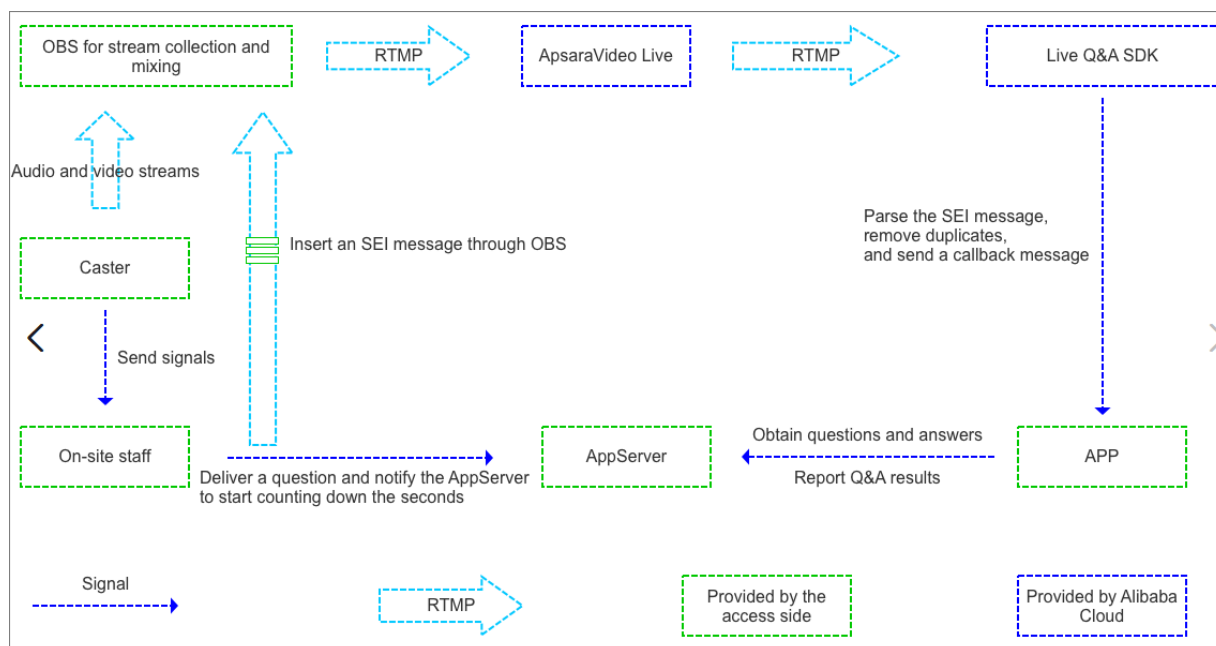 OBS for stream collection and
mixing
RTMP
ApsaraVideo Live
RTMP
Live Q&A SDK
Audio and video streams
Parse the SEI message,
remove duplicates,
and send a callback message
Insert an SEI message through OBS
Caster
Send signals
On-site staff
Deliver a question and notify the AppServer
to start counting down the seconds
AppServer
Obtain questions and answers
Report Q&A results
APP
Signal
RTMP
Provided by the
access side
Provided by Alibaba
Cloud